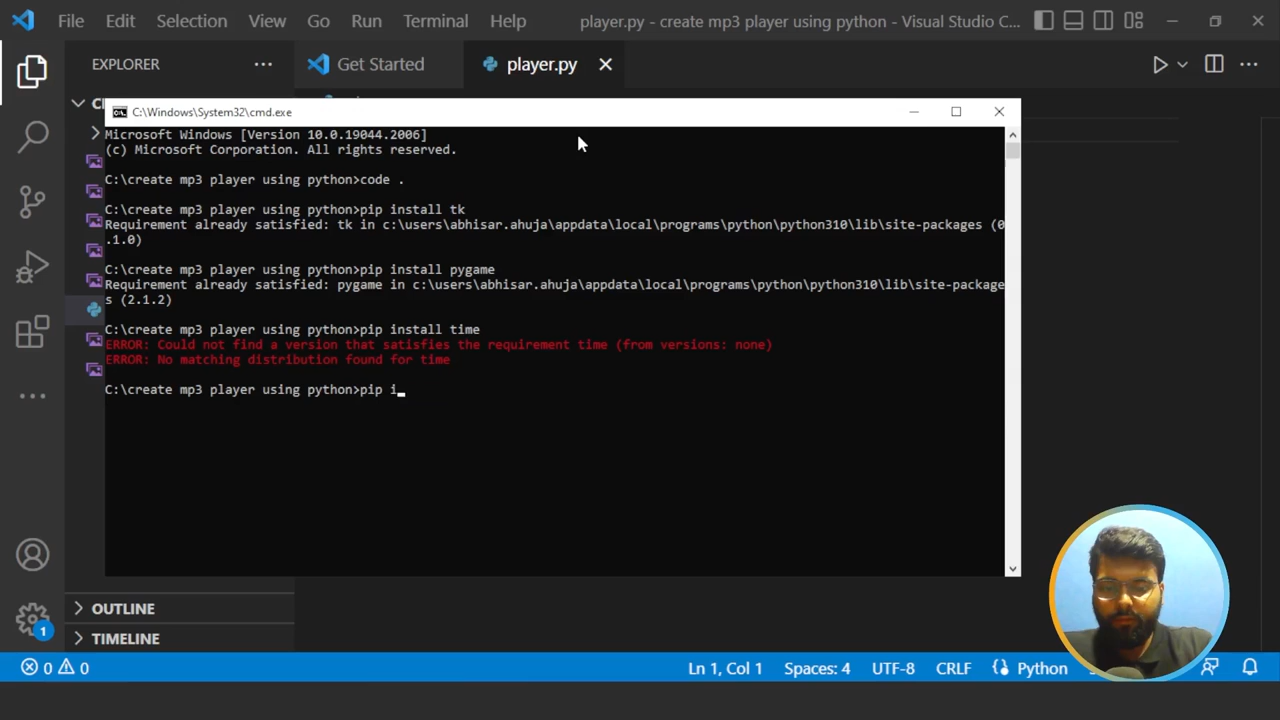 File Edit Selection View Go Run Terminal Help player.py - create mp3 player using python - Visual Studio C...
EXPLORER
Get Started
player.py
C:\Windows\System32\cmd.exe
Microsoft Windows [Version 10.0.19044.2006]
(c) Microsoft Corporation. All rights reserved.
C:\create mp3 player using python>code .
C:\create mp3 player using python>pip install tk
Requirement already satisfied: tk in c:\users\abhisar.ahuja\appdata\local\programs\python\python310\lib\site-packages (0
.1.0)
C:\create mp3 player using python>pip install pygame
Requirement already satisfied: pygame in c:\users\abhisar.ahuja\appdata\local\programs\python\python310\lib\site-package
s (2.1.2)
C:\create mp3 player using python>pip install time
ERROR: Could not find a version that satisfies the requirement time (from versions: none)
ERROR: No matching distribution found for time
C:\create mp3 player using python>pip i
OUTLINE
1
TIMELINE
0 0 Ln 1, Col 1 Spaces: 4 UTF-8 CRLF Python